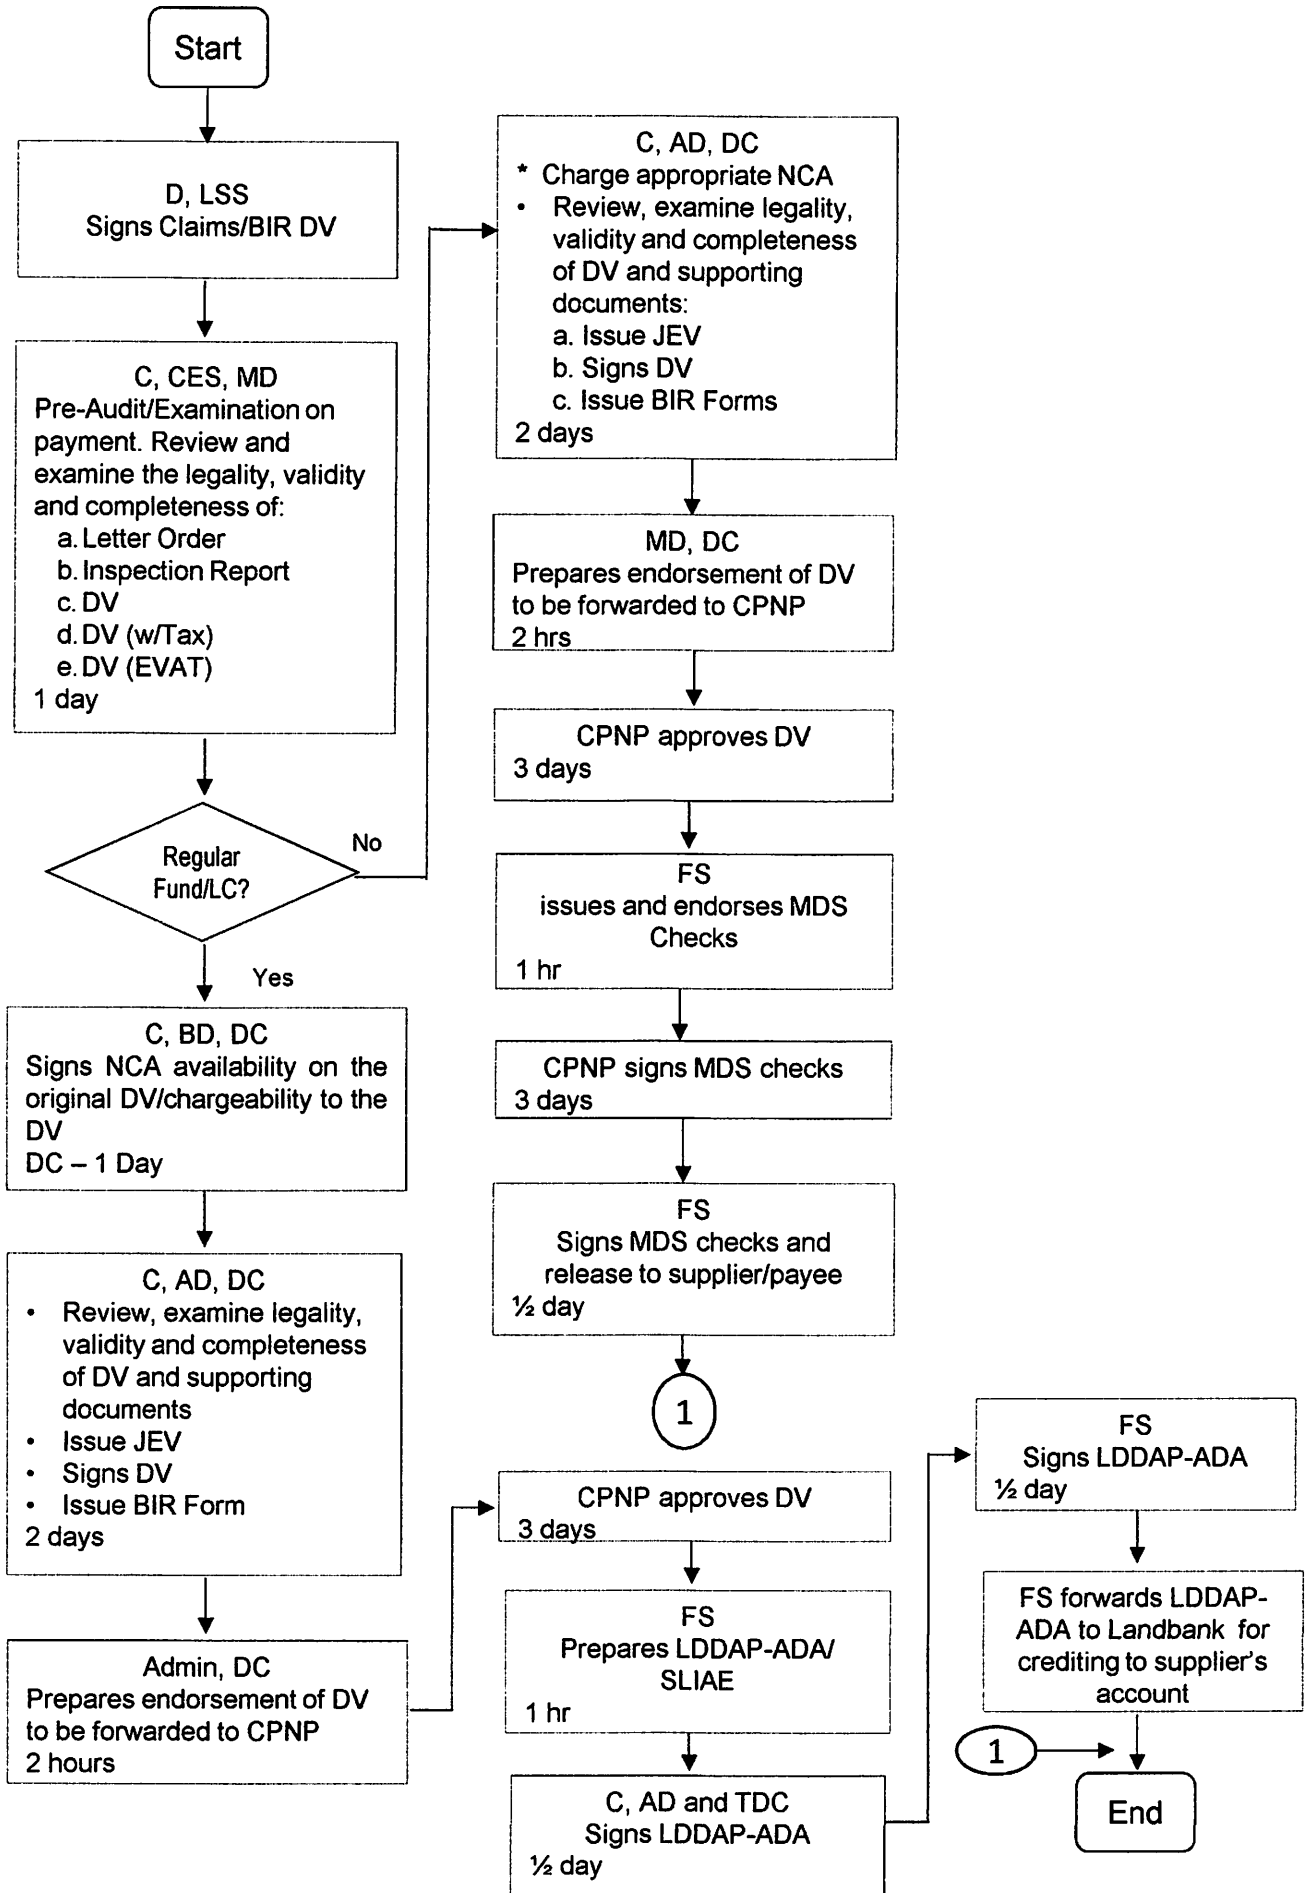 Start
D, LSS
Signs Claims/BIR DV
C, CES, MD
Pre-Audit/Examination on
payment. Review and
examine the legality, validity
and completeness of:
a. Letter Order
b. Inspection Report
c. DV
d. DV (w/Tax)
e. DV (EVAT)
1 day
Regular
Fund/LC?
No
Yes
C, BD, DC
Signs NCA availability on the
original DV/chargeability to the
DV
DC – 1 Day
C, AD, DC
• Review, examine legality,
validity and completeness
of DV and supporting
documents
• Issue JEV
• Signs DV
• Issue BIR Form
2 days
Admin, DC
Prepares endorsement of DV
to be forwarded to CPNP
2 hours
C, AD, DC
* Charge appropriate NCA
• Review, examine legality,
validity and completeness
of DV and supporting
documents:
a. Issue JEV
b. Signs DV
c. Issue BIR Forms
2 days
MD, DC
Prepares endorsement of DV
to be forwarded to CPNP
2 hrs
CPNP approves DV
3 days
FS
issues and endorses MDS
Checks
1 hr
CPNP signs MDS checks
3 days
FS
Signs MDS checks and
release to supplier/payee
½ day
1
CPNP approves DV
3 days
FS
Prepares LDDAP-ADA/
SLIAE
1 hr
C, AD and TDC
Signs LDDAP-ADA
½ day
FS
Signs LDDAP-ADA
½ day
FS forwards LDDAP-
ADA to Landbank for
crediting to supplier's
account
1
End